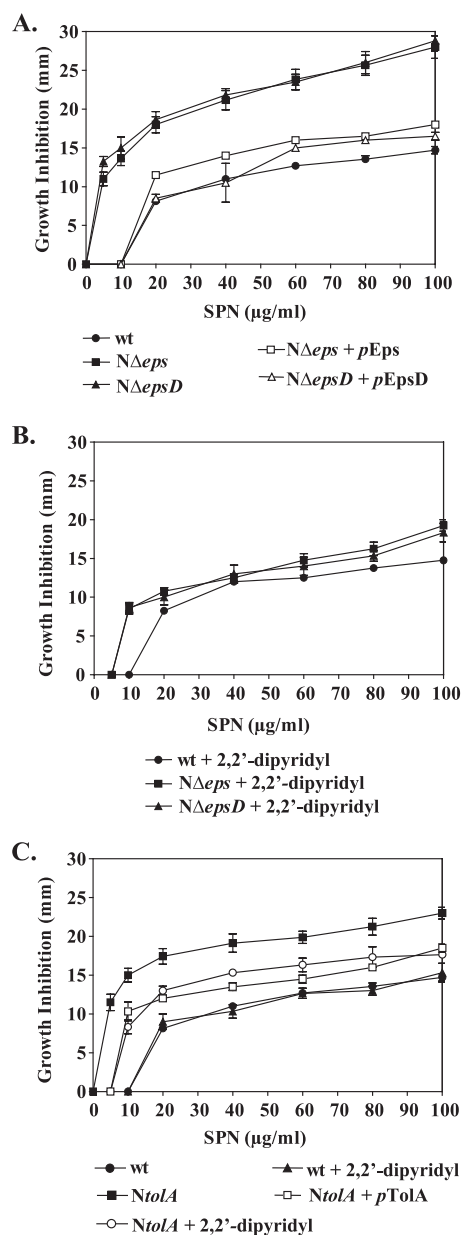 A.
30
25
20
15
10
5
0
Growth Inhibition (mm)
0 10 20 30 40 50 60 70 80 90 100
SPN (µg/ml)
wt
NΔeps
NΔepsD
NΔeps + pEps
NΔepsD + pEpsD
B.
30
25
20
15
10
5
0
Growth Inhibition (mm)
0 10 20 30 40 50 60 70 80 90 100
SPN (µg/ml)
wt + 2,2’-dipyridyl
NΔeps + 2,2’-dipyridyl
NΔepsD + 2,2’-dipyridyl
C.
30
25
20
15
10
5
0
Growth Inhibition (mm)
0 10 20 30 40 50 60 70 80 90 100
SPN (µg/ml)
wt
NtolA
NtolA + 2,2’-dipyridyl
wt + 2,2’-dipyridyl
NtolA + pTolA